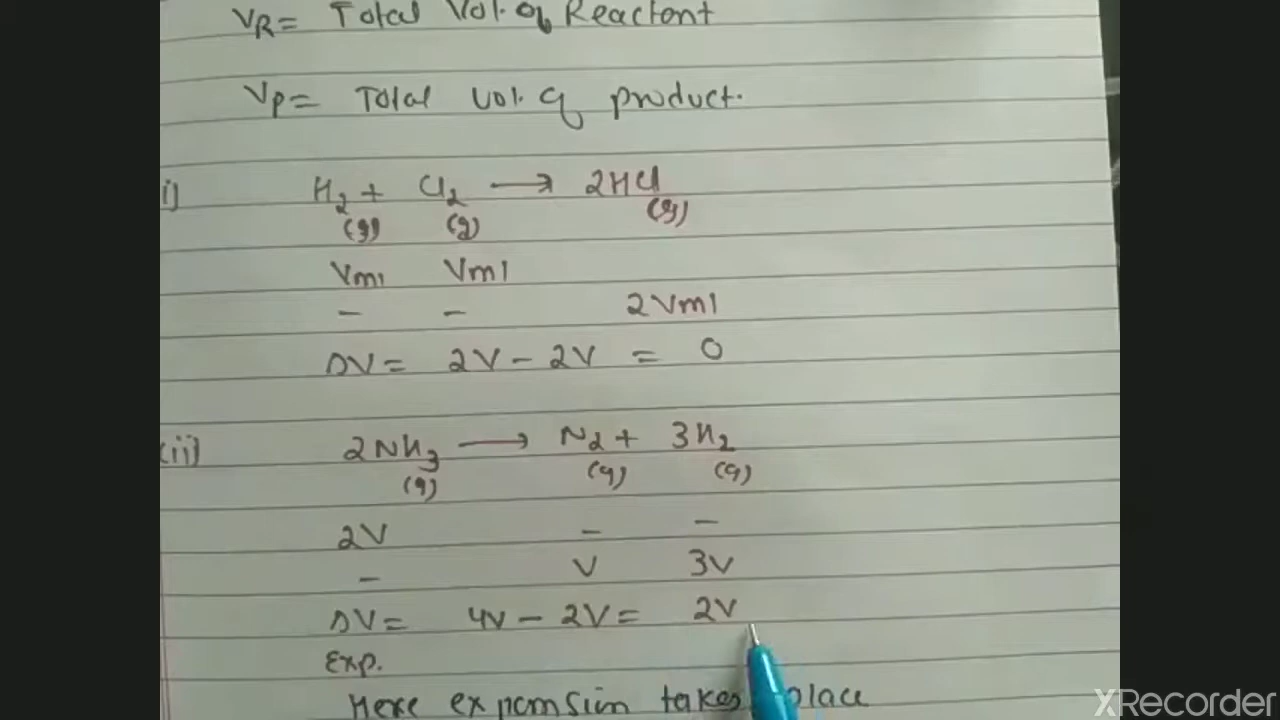 VR= Total Vol. of Reactant
Vp= Total Vol. of product.
i) H2 + Cl2 → 2HCl
(g) (g) (g)
Vml Vml
- - 2Vml
ΔV= 2V - 2V = 0
(ii) 2NH3 → N2 + 3H2
(g) (g) (g)
2V - -
- V 3V
ΔV= 4V - 2V = 2V
Exp.
Here expansion takes place
XRecorder